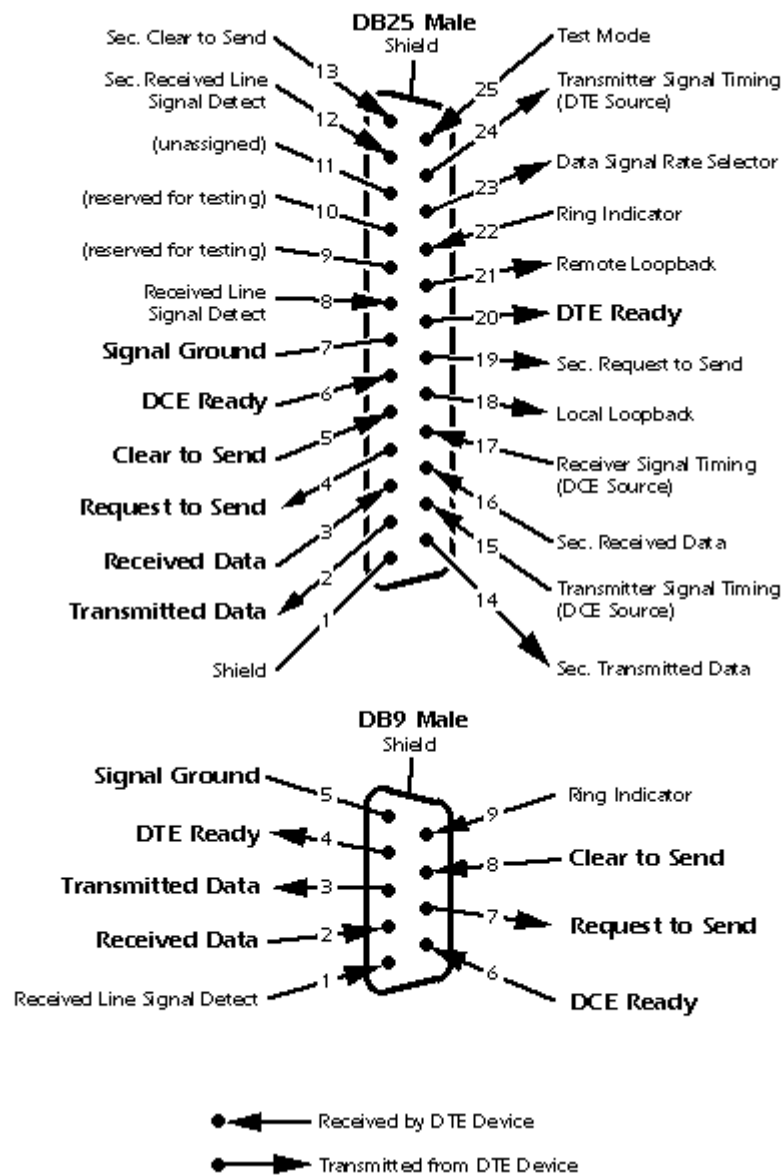 DB25 Male
Shield
Sec. Clear to Send
13
Sec. Received Line
Signal Detect
12
(unassigned)
11
(reserved for testing)
10
(reserved for testing)
9
Received Line
Signal Detect
8
Signal Ground
7
DCE Ready
6
Clear to Send
5
Request to Send
4
Received Data
3
Transmitted Data
2
Shield
1
Test Mode
25
Transmitter Signal Timing
(DTE Source)
24
Data Signal Rate Selector
23
Ring Indicator
22
Remote Loopback
21
DTE Ready
20
Sec. Request to Send
19
Local Loopback
18
Receiver Signal Timing
(DCE Source)
17
Sec. Received Data
16
Transmitter Signal Timing
(DCE Source)
15
Sec. Transmitted Data
14
DB9 Male
Shield
Signal Ground
5
DTE Ready
4
Transmitted Data
3
Received Data
2
Received Line Signal Detect
1
Ring Indicator
9
Clear to Send
8
Request to Send
7
DCE Ready
6
Received by DTE Device
Transmitted from DTE Device